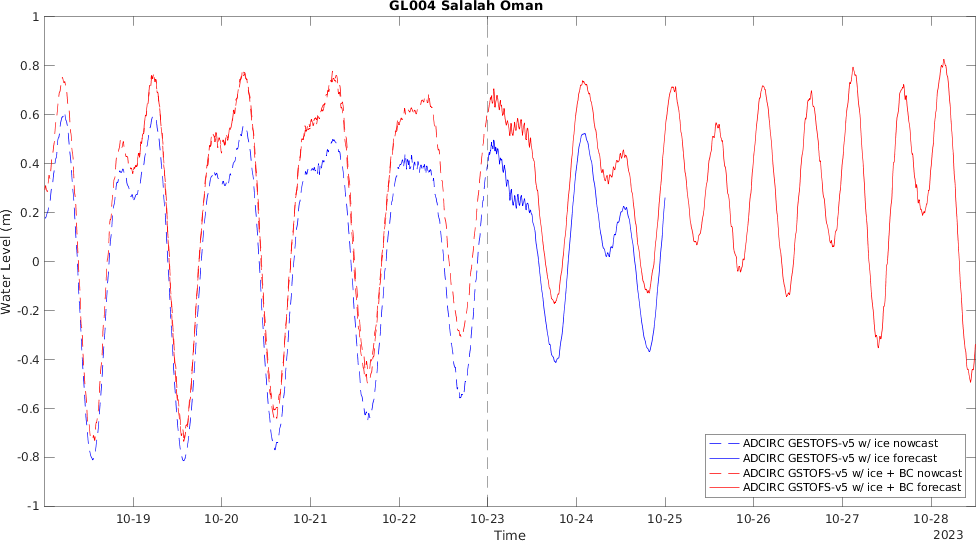 GL004 Salalah Oman
1
0.8
0.6
0.4
0.2
0
-0.2
-0.4
-0.6
-0.8
-1
Water Level (m)
ADCIRC GESTOFS-v5 w/ ice nowcast
ADCIRC GESTOFS-v5 w/ ice forecast
ADCIRC GSTOFS-v5 w/ ice + BC nowcast
ADCIRC GSTOFS-v5 w/ ice + BC forecast
10-19 10-20 10-21 10-22 10-23 10-24 10-25 10-26 10-27 10-28
Time
2023